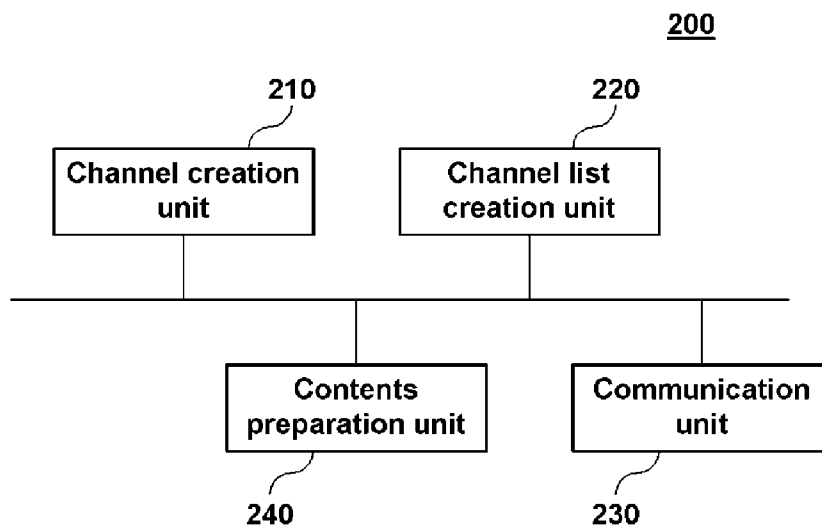 200
210
220
Channel creation
unit
Channel list
creation unit
Contents
preparation unit
Communication
unit
240
230